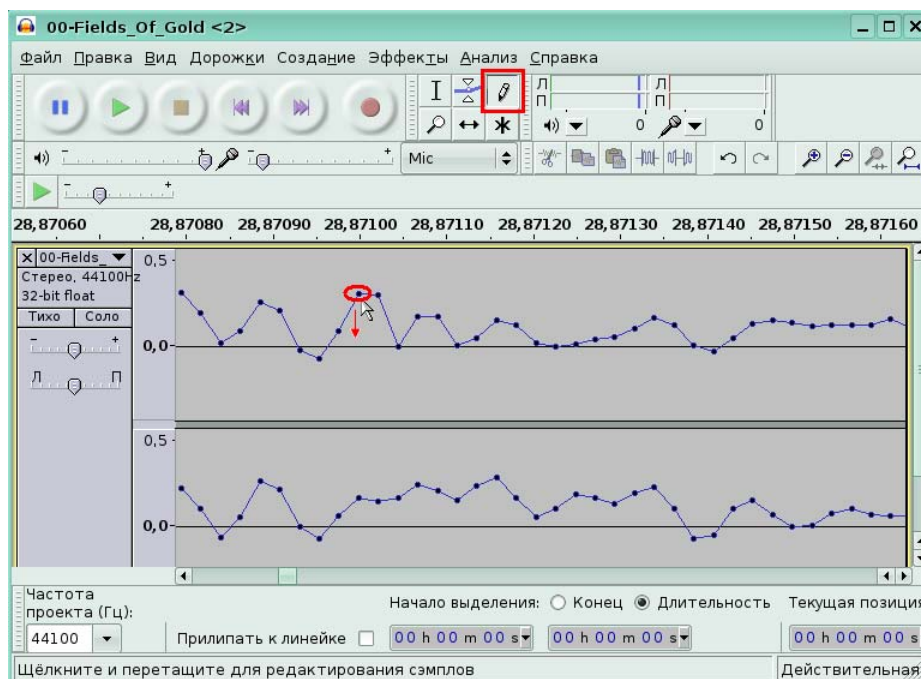 00-Fields_Of_Gold <2>
Файл Правка Вид Дорожки Создание Эффекты Анализ Справка
Л
П
Л
П
0
0
- +
- +
Mic
- +
28,87060 28,87080 28,87090 28,87100 28,87110 28,87120 28,87130 28,87140 28,87150 28,87160
× 00-Fields_
Стерео, 44100Hz
32-bit float
Тихо Соло
- +
Л П
0,5
0,0
0,5
0,0
Частота
проекта (Гц):
44100
Начало выделения: Конец Длительность Текущая позиция
Прилипать к линейке 00 h 00 m 00 s 00 h 00 m 00 s 00 h 00 m 00 s
Щёлкните и перетащите для редактирования сэмплов
Действительная